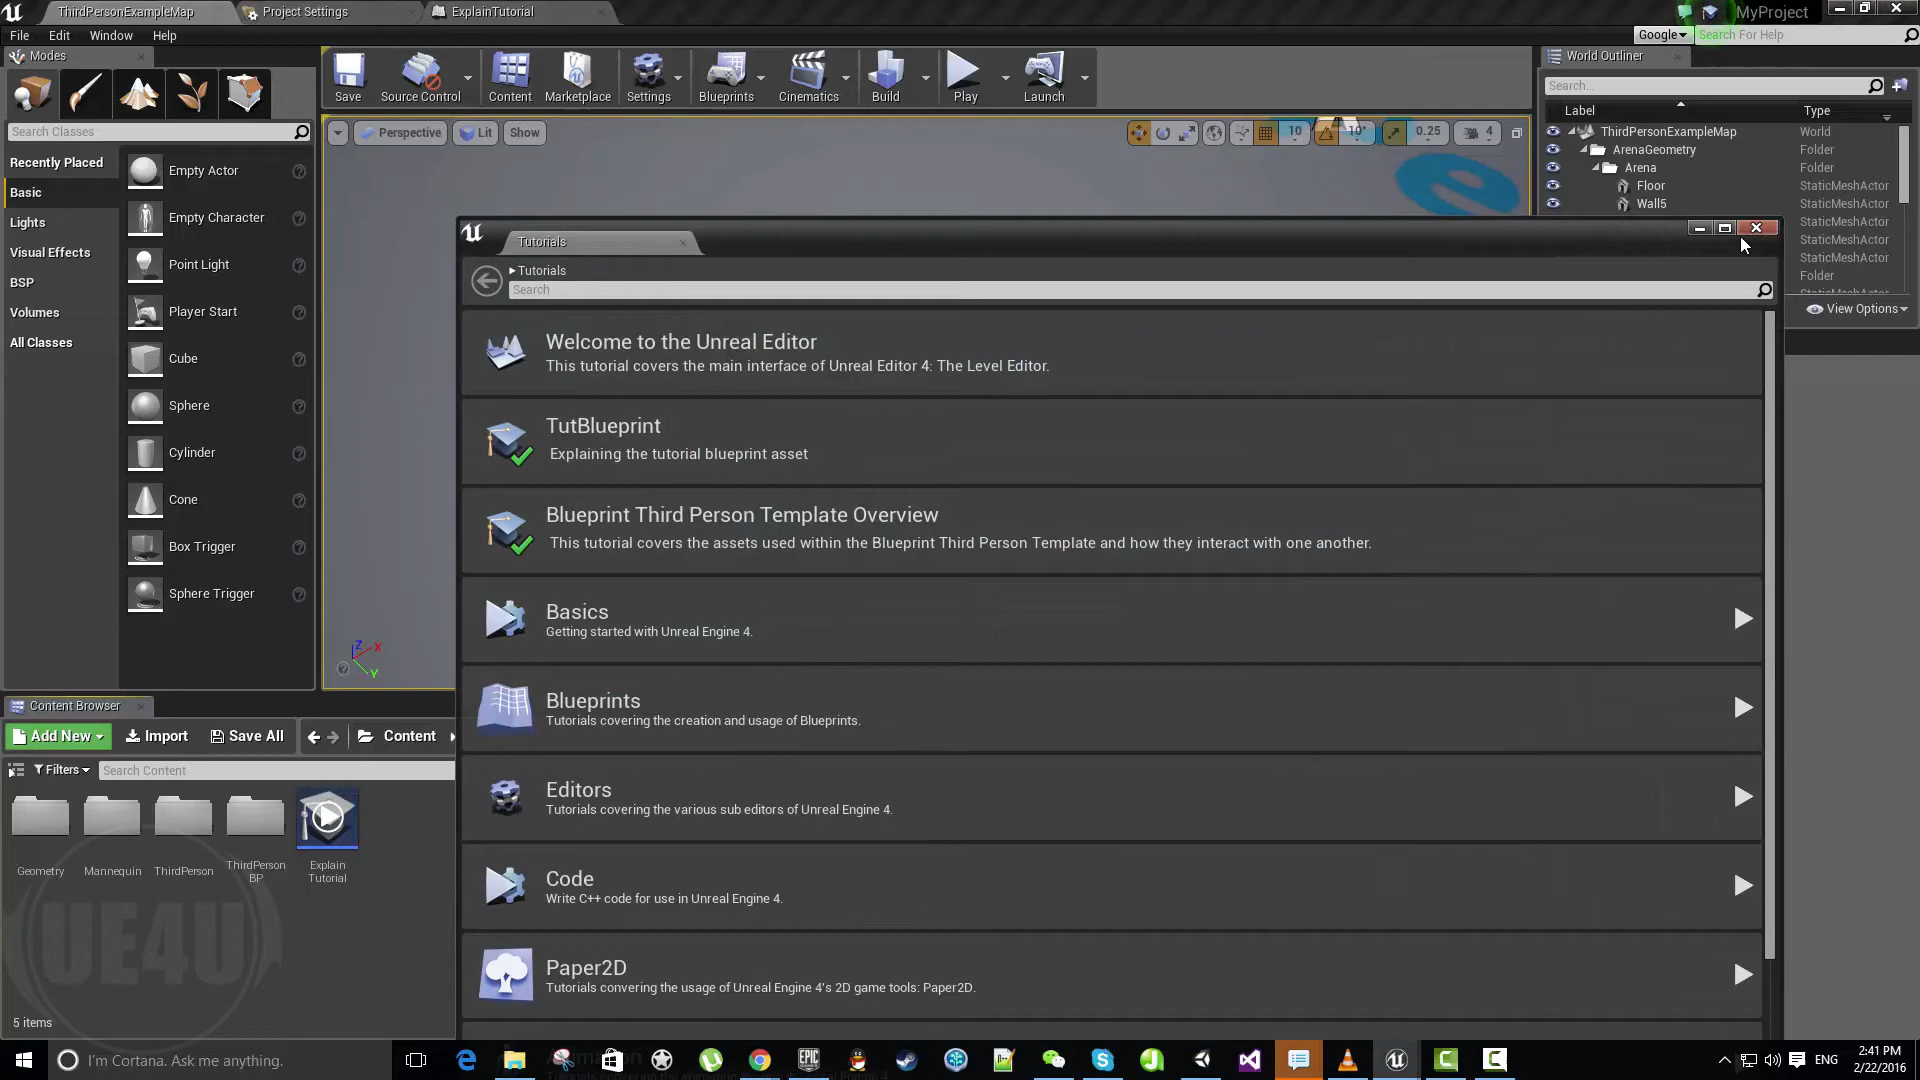 ThirdPersonExampleMap
Project Settings
ExplainTutorial
MyProject
File Edit Window Help
Google
Search For Help
Modes
Save
Source Control
Content
Marketplace
Settings
Blueprints
Cinematics
Build
Play
Launch
World Outliner
Search...
Label
Type
Search Classes
Perspective
Lit
Show
10
10°
0.25
4
ThirdPersonExampleMap World
ArenaGeometry Folder
Arena Folder
Floor StaticMeshActor
Wall5 StaticMeshActor
StaticMeshActor
StaticMeshActor
StaticMeshActor
Folder
StaticMeshActor
View Options
Recently Placed
Basic
Lights
Visual Effects
BSP
Volumes
All Classes
Empty Actor
Empty Character
Point Light
Player Start
Cube
Sphere
Cylinder
Cone
Box Trigger
Sphere Trigger
Z
X
Y
Tutorials
Tutorials
Search
Welcome to the Unreal Editor
This tutorial covers the main interface of Unreal Editor 4: The Level Editor.
TutBlueprint
Explaining the tutorial blueprint asset
Blueprint Third Person Template Overview
This tutorial covers the assets used within the Blueprint Third Person Template and how they interact with one another.
Basics
Getting started with Unreal Engine 4.
Blueprints
Tutorials covering the creation and usage of Blueprints.
Editors
Tutorials covering the various sub editors of Unreal Engine 4.
Code
Write C++ code for use in Unreal Engine 4.
Paper2D
Tutorials convering the usage of Unreal Engine 4's 2D game tools: Paper2D.
Content Browser
Add New
Import
Save All
Content
Filters
Search Content
Geometry
Mannequin
ThirdPerson
ThirdPerson
BP
Explain
Tutorial
UE4U
5 items
I'm Cortana. Ask me anything.
EPIC
GAMES
ENG
2:41 PM
2/22/2016